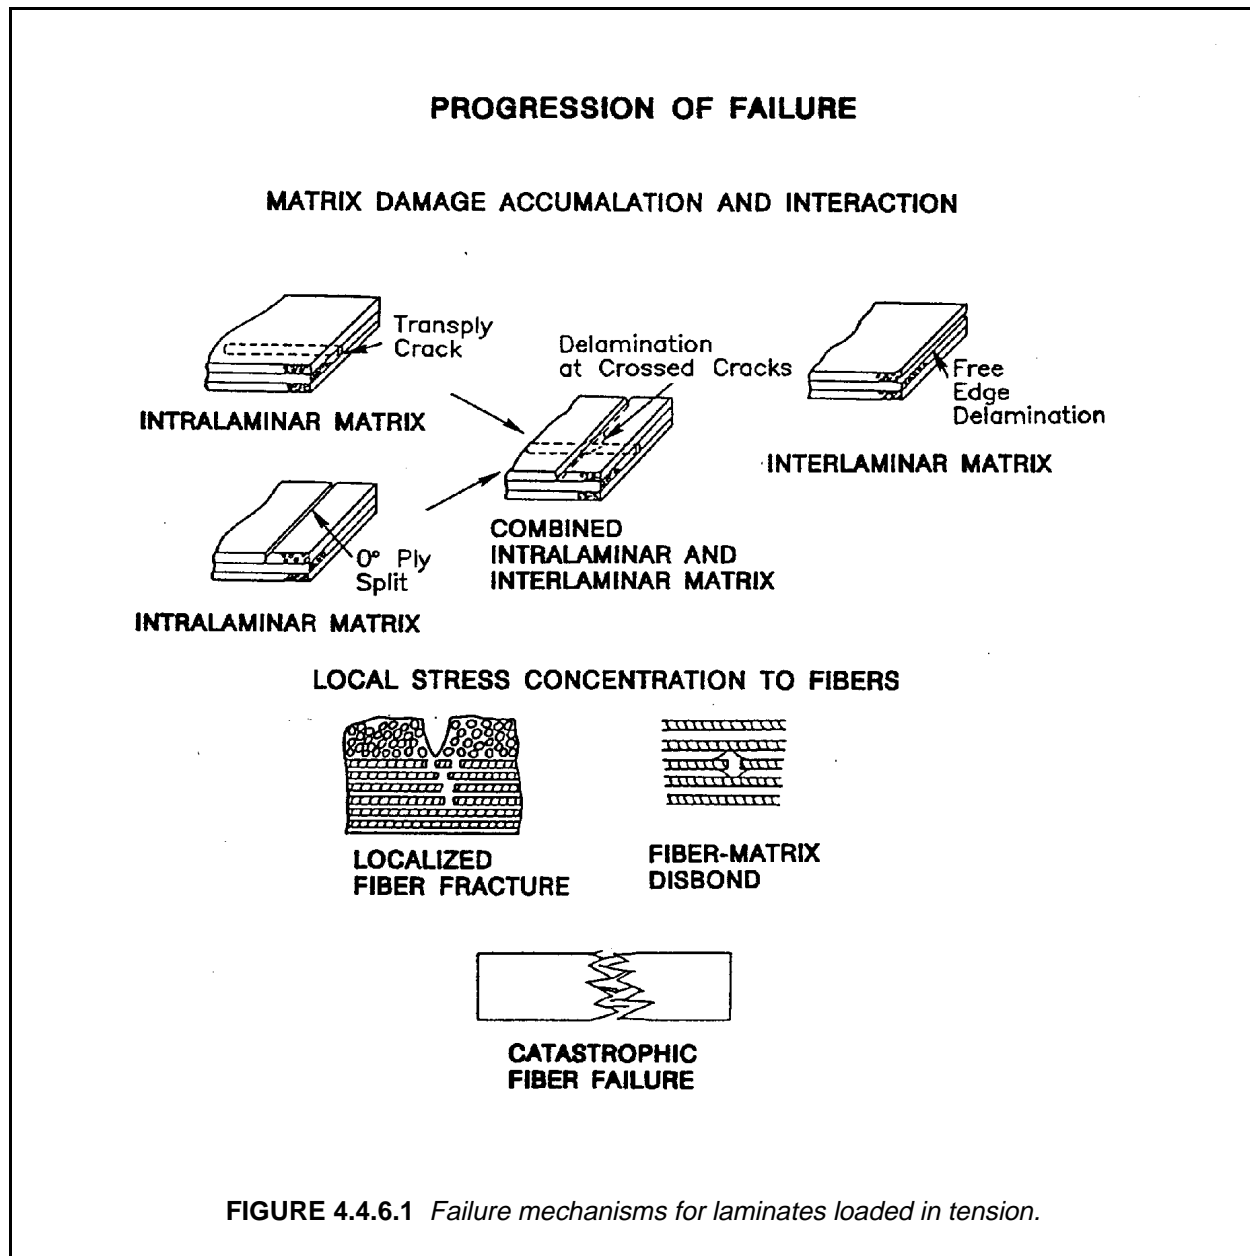 PROGRESSION OF FAILURE
MATRIX DAMAGE ACCUMALATION AND INTERACTION
Transply
Crack
INTRALAMINAR MATRIX
Delamination
at Crossed Cracks
Free
Edge
Delamination
INTERLAMINAR MATRIX
0° Ply
Split
INTRALAMINAR MATRIX
COMBINED
INTRALAMINAR AND
INTERLAMINAR MATRIX
LOCAL STRESS CONCENTRATION TO FIBERS
LOCALIZED
FIBER FRACTURE
FIBER-MATRIX
DISBOND
CATASTROPHIC
FIBER FAILURE
FIGURE 4.4.6.1 Failure mechanisms for laminates loaded in tension.